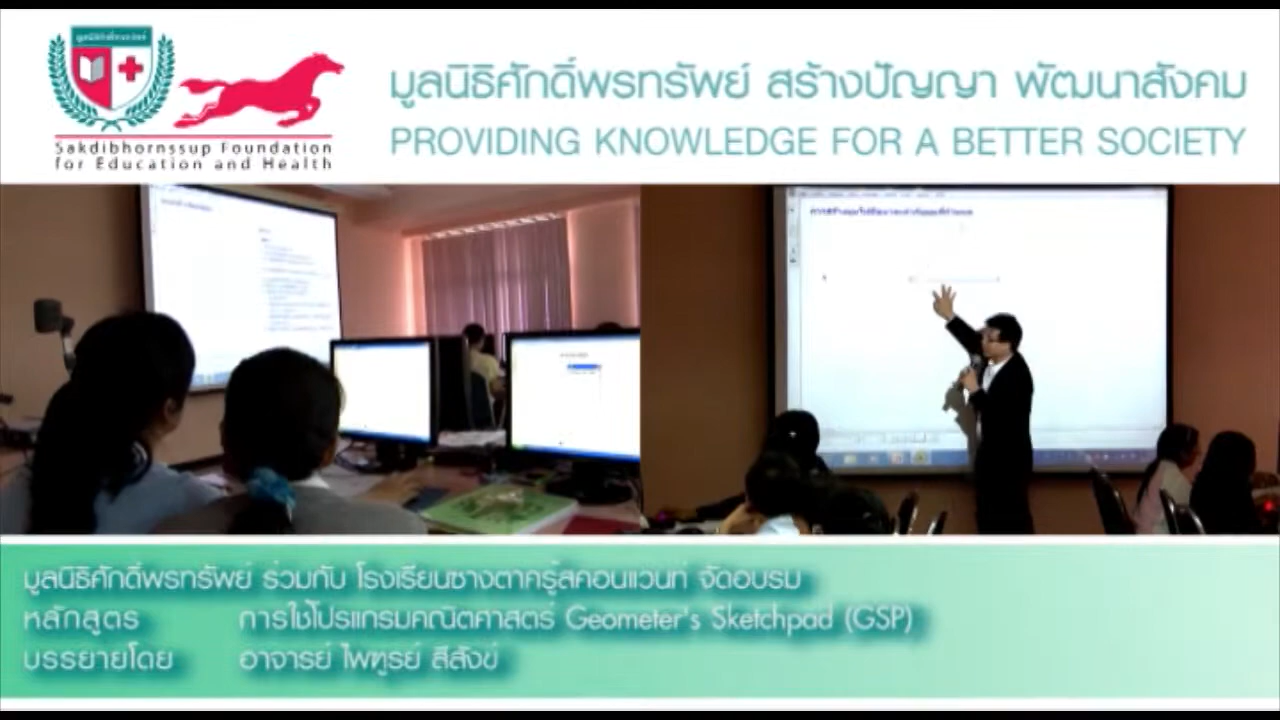 มูลนิธิศักดิ์พรทรัพย์
Sakdibhornssup Foundation
for Education and Health
มูลนิธิศักดิ์พรทรัพย์ สร้างปัญญา พัฒนาสังคม
PROVIDING KNOWLEDGE FOR A BETTER SOCIETY
มูลนิธิศักดิ์พรทรัพย์ ร่วมกับ โรงเรียนซางตาครู้สคอนแวนท์ จัดอบรม
หลักสูตร การใช้โปรแกรมคณิตศาสตร์ Geometer's Sketchpad (GSP)
บรรยายโดย อาจารย์ ไพฑูรย์ สีสังข์